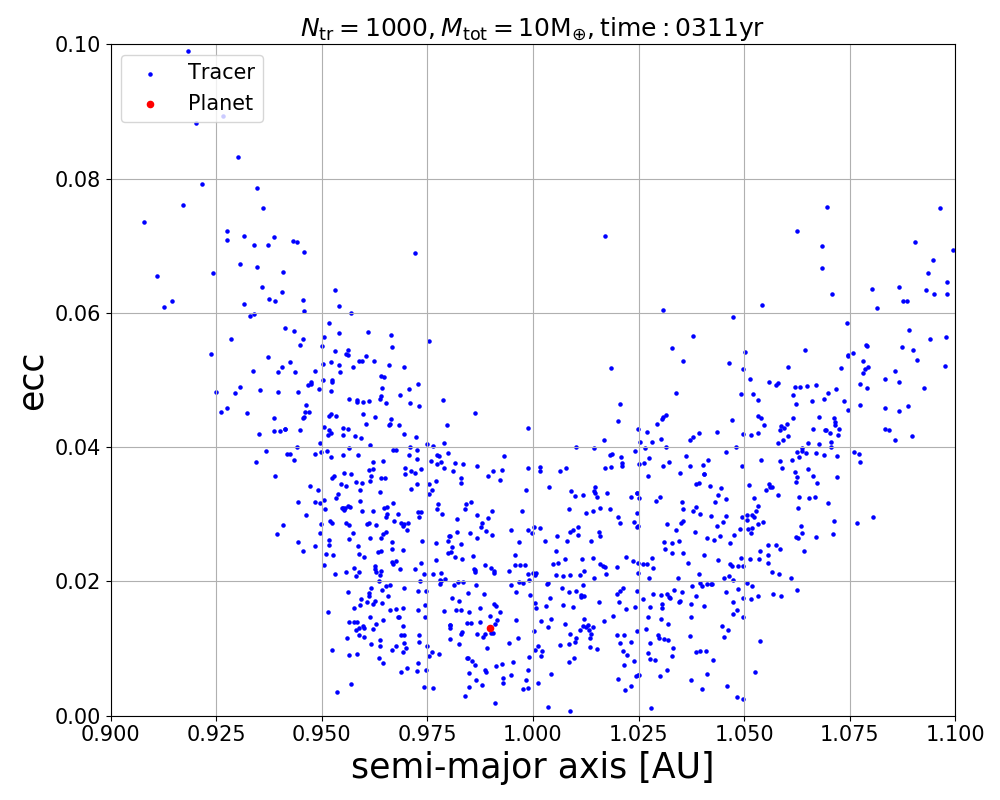 N_tr = 1000, M_tot = 10M_⊕, time : 0311yr
Tracer
Planet
0.10
0.08
0.06
0.04
0.02
0.00
ecc
0.900 0.925 0.950 0.975 1.000 1.025 1.050 1.075 1.100
semi-major axis [AU]